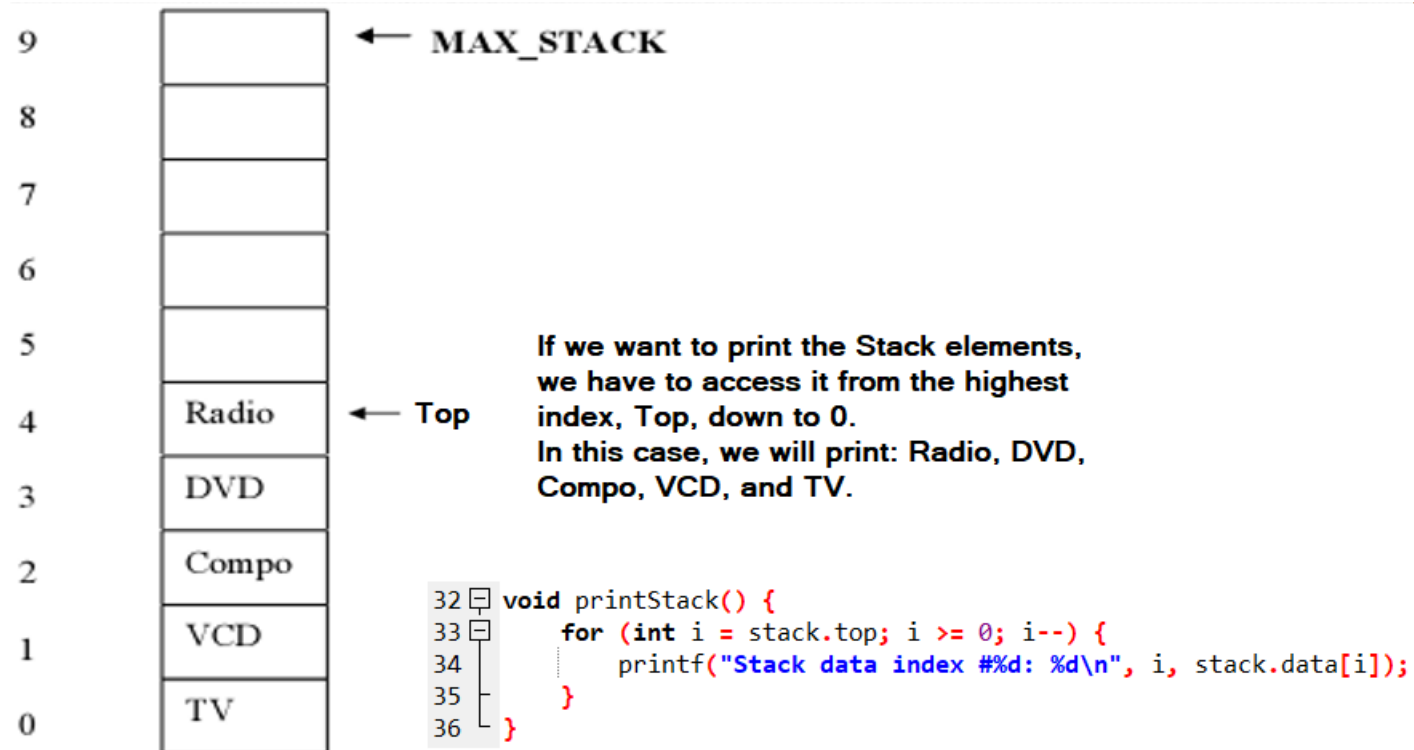 9 MAX_STACK
8
7
6
5
If we want to print the Stack elements,
we have to access it from the highest
4 Radio Top index, Top, down to 0.
In this case, we will print: Radio, DVD,
3 DVD Compo, VCD, and TV.
2 Compo
1 VCD
0 TV
32 void printStack() {
33 for (int i = stack.top; i >= 0; i--) {
34 printf("Stack data index #%d: %d\n", i, stack.data[i]);
35 }
36 }